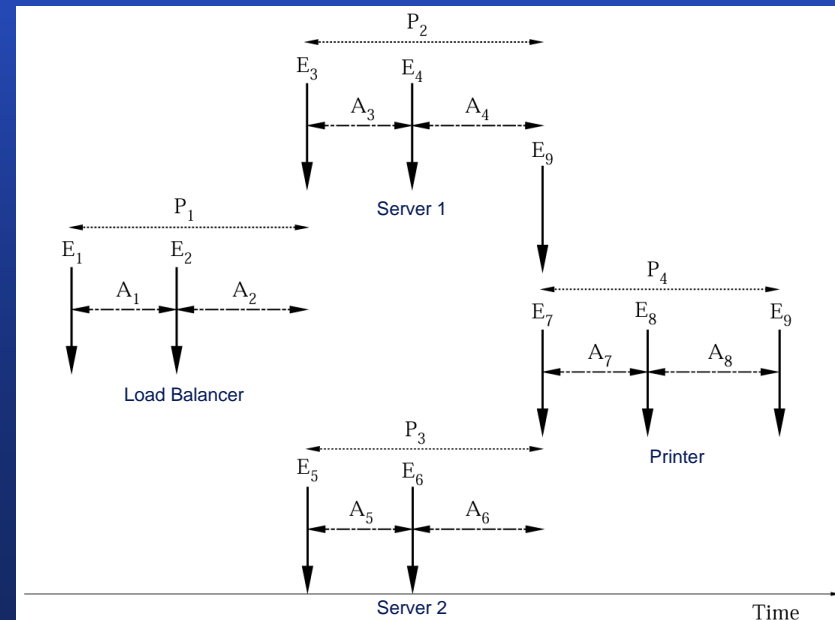 P₂
E₃ E₄
A₃ A₄
E₉
Server 1
P₁
E₁ E₂
A₁ A₂
Load Balancer
P₄
E₇ E₈ E₉
A₇ A₈
Printer
P₃
E₅ E₆
A₅ A₆
Server 2
Time